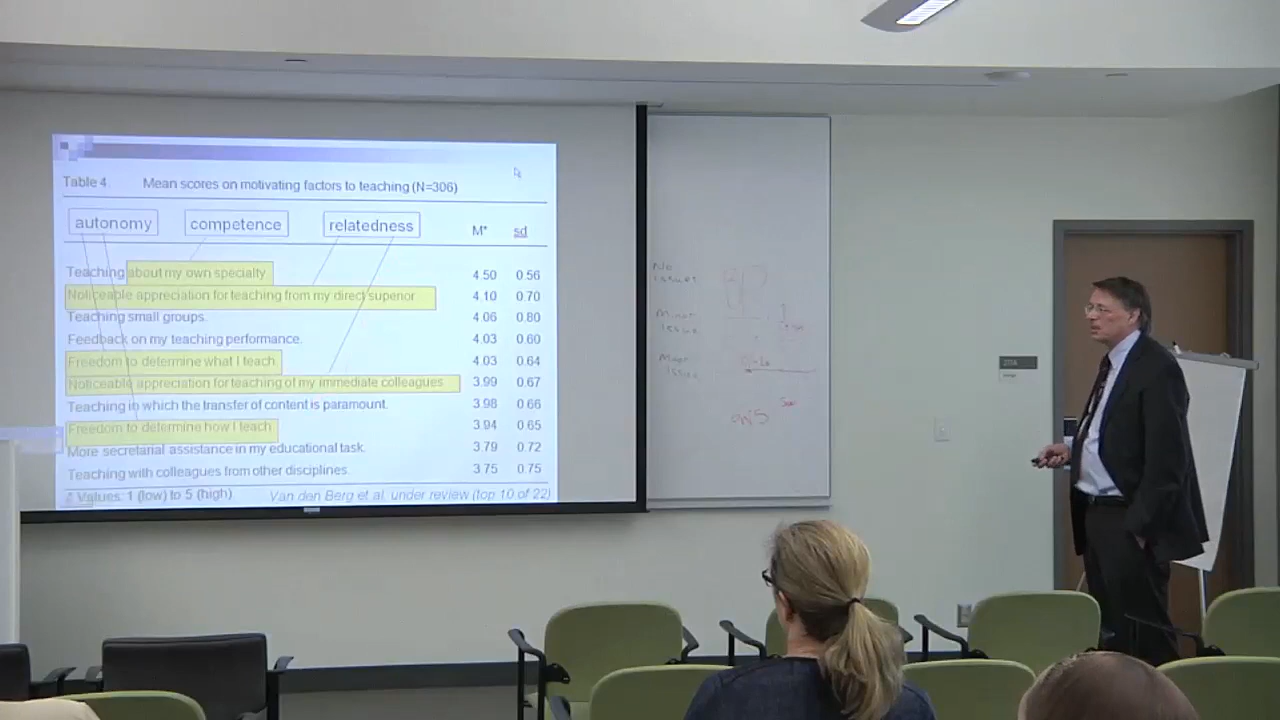 Table 4 Mean scores on motivating factors to teaching (N=306)
autonomy competence relatedness M* sd
Teaching about my own specialty 4.50 0.56
Noticeable appreciation for teaching from my direct superior 4.10 0.70
Teaching small groups. 4.06 0.80
Feedback on my teaching performance. 4.03 0.60
Freedom to determine what I teach 4.03 0.64
Noticeable appreciation for teaching of my immediate colleagues 3.99 0.67
Teaching in which the transfer of content is paramount. 3.98 0.66
Freedom to determine how I teach 3.94 0.65
More secretarial assistance in my educational task. 3.79 0.72
Teaching with colleagues from other disciplines. 3.75 0.75
* Values: 1 (low) to 5 (high) Van den Berg et al. under review (top 10 of 22)
No
issues
Minor
issue
Major
issue